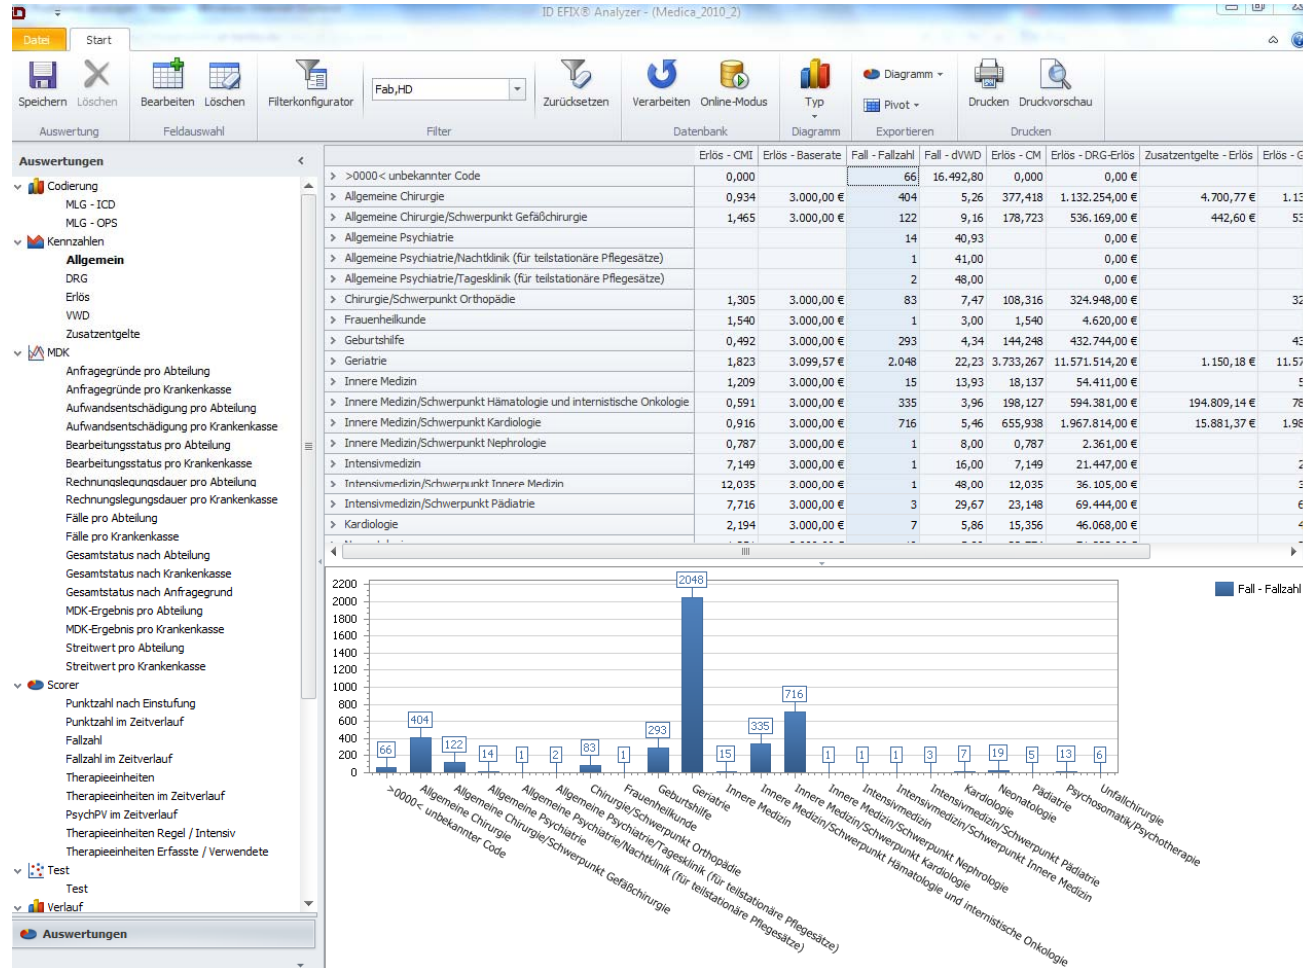 ID EFIX® Analyzer - (Medica_2010_2)
Datei Start
Speichern Löschen Bearbeiten Löschen Filterkonfigurator Fab,HD Zurücksetzen Verarbeiten Online-Modus Typ Diagramm Pivot Drucken Druckvorschau
Auswertung Feldauswahl Filter Datenbank Diagramm Exportieren Drucken
Auswertungen
Codierung
MLG - ICD
MLG - OPS
Kennzahlen
Allgemein
DRG
Erlös
VWD
Zusatzentgelte
MDK
Anfragegründe pro Abteilung
Anfragegründe pro Krankenkasse
Aufwandsentschädigung pro Abteilung
Aufwandsentschädigung pro Krankenkasse
Bearbeitungsstatus pro Abteilung
Bearbeitungsstatus pro Krankenkasse
Rechnungslegungsdauer pro Abteilung
Rechnungslegungsdauer pro Krankenkasse
Fälle pro Abteilung
Fälle pro Krankenkasse
Gesamtstatus nach Abteilung
Gesamtstatus nach Krankenkasse
Gesamtstatus nach Anfragegrund
MDK-Ergebnis pro Abteilung
MDK-Ergebnis pro Krankenkasse
Streitwert pro Abteilung
Streitwert pro Krankenkasse
Scorer
Punktzahl nach Einstufung
Punktzahl im Zeitverlauf
Fallzahl
Fallzahl im Zeitverlauf
Therapieeinheiten
Therapieeinheiten im Zeitverlauf
PsychPV im Zeitverlauf
Therapieeinheiten Regel / Intensiv
Therapieeinheiten Erfasste / Verwendete
Test
Test
Verlauf
Auswertungen
Erlös - CMI Erlös - Baserate Fall - Fallzahl Fall - dVWD Erlös - CM Erlös - DRG-Erlös Zusatzentgelte - Erlös Erlös - G
>0000< unbekannter Code 0,000 66 16.492,80 0,000 0,00 €
Allgemeine Chirurgie 0,934 3.000,00 € 404 5,26 377,418 1.132.254,00 € 4.700,77 € 1.13
Allgemeine Chirurgie/Schwerpunkt Gefäßchirurgie 1,465 3.000,00 € 122 9,16 178,723 536.169,00 € 442,60 € 53
Allgemeine Psychiatrie 14 40,93 0,00 €
Allgemeine Psychiatrie/Nachtklinik (für teilstationäre Pflegesätze) 1 41,00 0,00 €
Allgemeine Psychiatrie/Tagesklinik (für teilstationäre Pflegesätze) 2 48,00 0,00 €
Chirurgie/Schwerpunkt Orthopädie 1,305 3.000,00 € 83 7,47 108,316 324.948,00 € 32
Frauenheilkunde 1,540 3.000,00 € 1 3,00 1,540 4.620,00 €
Geburtshilfe 0,492 3.000,00 € 293 4,34 144,248 432.744,00 € 43
Geriatrie 1,823 3.099,57 € 2.048 22,23 3.733,267 11.571.514,20 € 1.150,18 € 11.57
Innere Medizin 1,209 3.000,00 € 15 13,93 18,137 54.411,00 € 5
Innere Medizin/Schwerpunkt Hämatologie und internistische Onkologie 0,591 3.000,00 € 335 3,96 198,127 594.381,00 € 194.809,14 € 78
Innere Medizin/Schwerpunkt Kardiologie 0,916 3.000,00 € 716 5,46 655,938 1.967.814,00 € 15.881,37 € 1.98
Innere Medizin/Schwerpunkt Nephrologie 0,787 3.000,00 € 1 8,00 0,787 2.361,00 €
Intensivmedizin 7,149 3.000,00 € 1 16,00 7,149 21.447,00 € 2
Intensivmedizin/Schwerpunkt Innere Medizin 12,035 3.000,00 € 1 48,00 12,035 36.105,00 € 3
Intensivmedizin/Schwerpunkt Pädiatrie 7,716 3.000,00 € 3 29,67 23,148 69.444,00 € 6
Kardiologie 2,194 3.000,00 € 7 5,86 15,356 46.068,00 € 4
Fall - Fallzahl
2200
2000
1800
1600
1400
1200
1000
800
600
400
200
0
66 404 122 14 1 2 83 1 293 2048 15 335 716 1 1 1 3 7 19 5 13 6
>0000< unbekannter Code
Allgemeine Chirurgie
Allgemeine Chirurgie/Schwerpunkt Gefäßchirurgie
Allgemeine Psychiatrie
Allgemeine Psychiatrie/Nachtklinik (für teilstationäre Pflegesätze)
Allgemeine Psychiatrie/Tagesklinik (für teilstationäre Pflegesätze)
Chirurgie/Schwerpunkt Orthopädie
Frauenheilkunde
Geburtshilfe
Geriatrie
Innere Medizin
Innere Medizin/Schwerpunkt Hämatologie und internistische Onkologie
Innere Medizin/Schwerpunkt Kardiologie
Innere Medizin/Schwerpunkt Nephrologie
Intensivmedizin
Intensivmedizin/Schwerpunkt Innere Medizin
Intensivmedizin/Schwerpunkt Pädiatrie
Kardiologie
Neonatologie
Pädiatrie
Psychosomatik/Psychotherapie
Unfallchirurgie